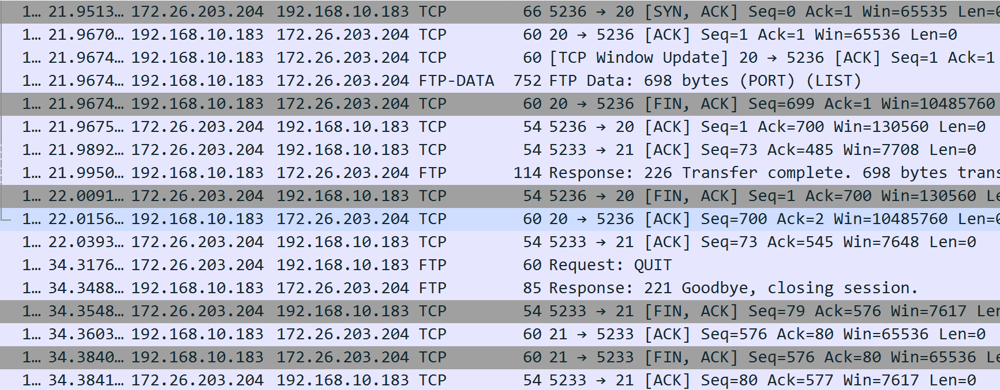 1… 21.9513… 172.26.203.204 192.168.10.183 TCP 66 5236 → 20 [SYN, ACK] Seq=0 Ack=1 Win=65535 Len=0
1… 21.9670… 192.168.10.183 172.26.203.204 TCP 60 20 → 5236 [ACK] Seq=1 Ack=1 Win=65536 Len=0
1… 21.9674… 192.168.10.183 172.26.203.204 TCP 60 [TCP Window Update] 20 → 5236 [ACK] Seq=1 Ack=1
1… 21.9674… 192.168.10.183 172.26.203.204 FTP-DATA 752 FTP Data: 698 bytes (PORT) (LIST)
1… 21.9674… 192.168.10.183 172.26.203.204 TCP 60 20 → 5236 [FIN, ACK] Seq=699 Ack=1 Win=10485760
1… 21.9675… 172.26.203.204 192.168.10.183 TCP 54 5236 → 20 [ACK] Seq=1 Ack=700 Win=130560 Len=0
1… 21.9892… 172.26.203.204 192.168.10.183 TCP 54 5233 → 21 [ACK] Seq=73 Ack=485 Win=7708 Len=0
1… 21.9950… 192.168.10.183 172.26.203.204 FTP 114 Response: 226 Transfer complete. 698 bytes trans
1… 22.0091… 172.26.203.204 192.168.10.183 TCP 54 5236 → 20 [FIN, ACK] Seq=1 Ack=700 Win=130560 Le
1… 22.0156… 192.168.10.183 172.26.203.204 TCP 60 20 → 5236 [ACK] Seq=700 Ack=2 Win=10485760 Len=0
1… 22.0393… 172.26.203.204 192.168.10.183 TCP 54 5233 → 21 [ACK] Seq=73 Ack=545 Win=7648 Len=0
1… 34.3176… 172.26.203.204 192.168.10.183 FTP 60 Request: QUIT
1… 34.3488… 192.168.10.183 172.26.203.204 FTP 85 Response: 221 Goodbye, closing session.
1… 34.3548… 172.26.203.204 192.168.10.183 TCP 54 5233 → 21 [FIN, ACK] Seq=79 Ack=576 Win=7617 Len
1… 34.3603… 192.168.10.183 172.26.203.204 TCP 60 21 → 5233 [ACK] Seq=576 Ack=80 Win=65536 Len=0
1… 34.3840… 192.168.10.183 172.26.203.204 TCP 60 21 → 5233 [FIN, ACK] Seq=576 Ack=80 Win=65536 Le
1… 34.3841… 172.26.203.204 192.168.10.183 TCP 54 5233 → 21 [ACK] Seq=80 Ack=577 Win=7617 Len=0